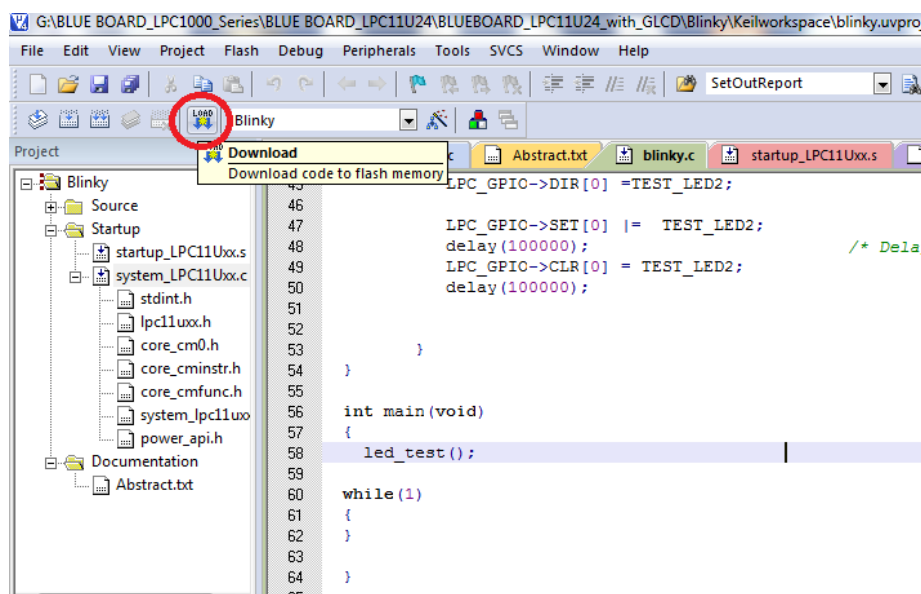 G:\BLUE BOARD_LPC1000_Series\BLUE BOARD_LPC11U24\BLUEBOARD_LPC11U24_with_GLCD\Blinky\Keilworkspace\blinky.uvpro
File Edit View Project Flash Debug Peripherals Tools SVCS Window Help
SetOutReport
LOAD Blinky
Project
Download
Download code to flash memory
c Abstract.txt blinky.c startup_LPC11Uxx.s
Blinky
Source
Startup
startup_LPC11Uxx.s
system_LPC11Uxx.c
stdint.h
lpc11uxx.h
core_cm0.h
core_cminstr.h
core_cmfunc.h
system_lpc11uxx
power_api.h
Documentation
Abstract.txt
45 LPC_GPIO->DIR[0] =TEST_LED2;
46
47 LPC_GPIO->SET[0] |= TEST_LED2;
48 delay(100000); /* Dela
49 LPC_GPIO->CLR[0] = TEST_LED2;
50 delay(100000);
51
52
53 }
54 }
55
56 int main(void)
57 {
58 led_test();
59
60 while(1)
61 {
62 }
63
64 }